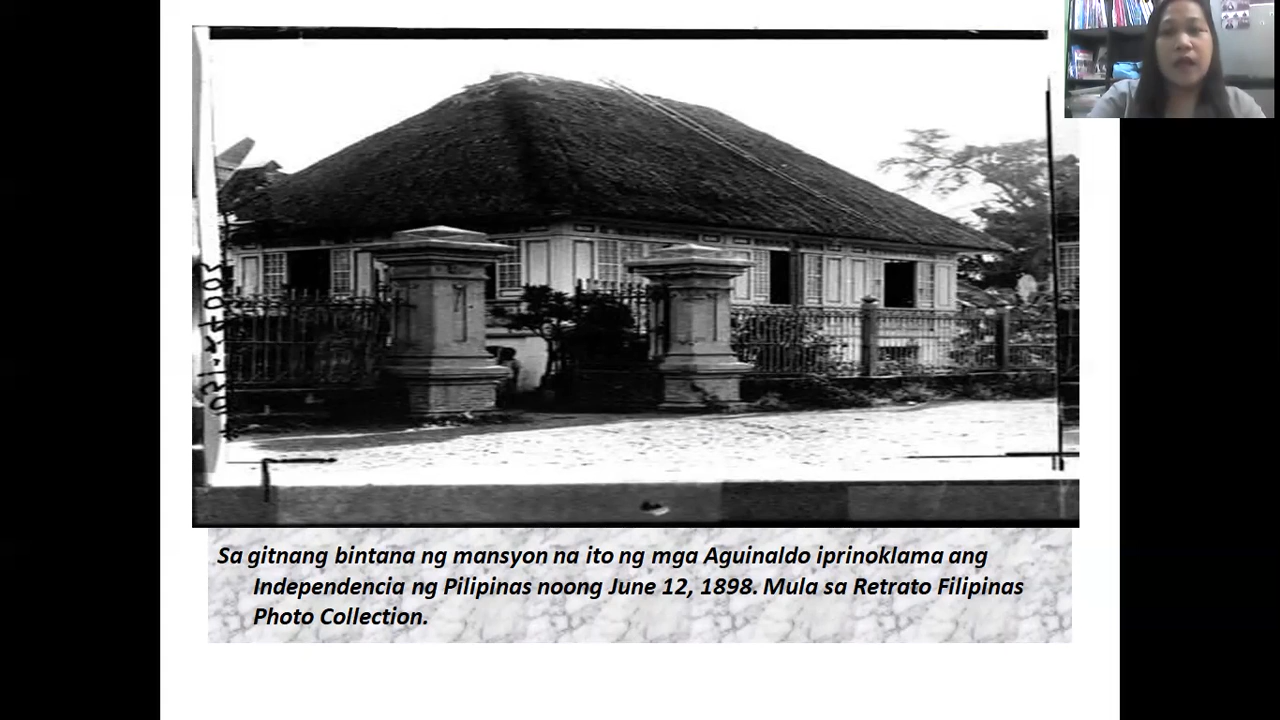 Sa gitnang bintana ng mansyon na ito ng mga Aguinaldo iprinoklama ang
Independencia ng Pilipinas noong June 12, 1898. Mula sa Retrato Filipinas
Photo Collection.